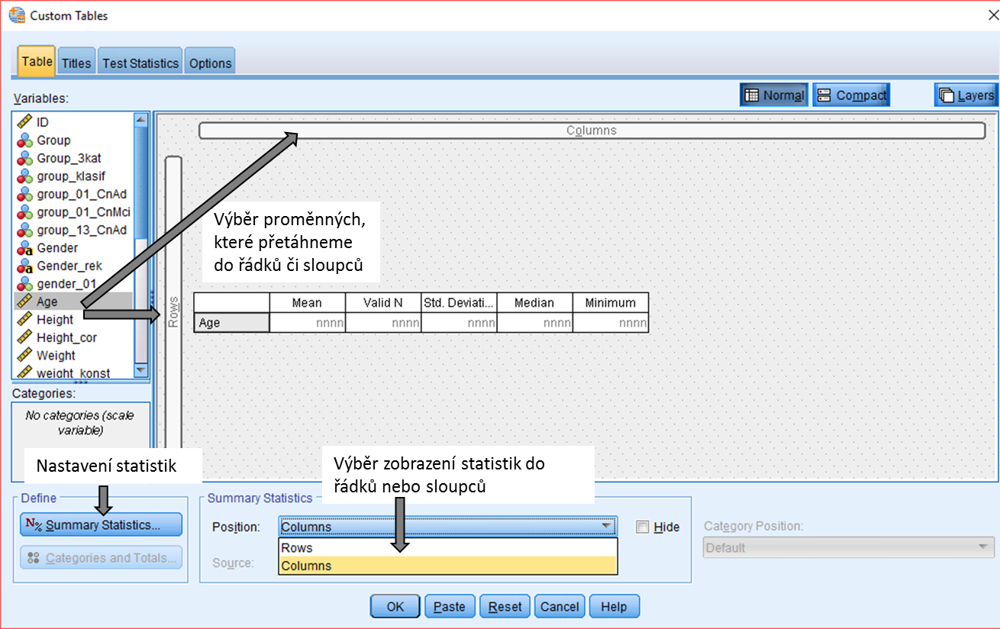 Custom Tables
Table Titles Test Statistics Options
Variables:
Normal Compact Layers
ID
Group
Group_3kat
group_klasif
group_01_CnAd
group_01_CnMci
group_13_CnAd
Gender
Gender_rek
gender_01
Age
Height
Height_cor
Weight
weight_konst
Columns
Rows
Výběr proměnných,
které přetáhneme
do řádků či sloupců
Mean Valid N Std. Deviati... Median Minimum
Age nnnn nnnn nnnn nnnn nnnn
Categories:
No categories (scale
variable)
Nastavení statistik
Výběr zobrazení statistik do
řádků nebo sloupců
Define
N% Summary Statistics...
Categories and Totals...
Summary Statistics
Position: Columns
Hide
Rows
Columns
Source:
Category Position:
Default
OK Paste Reset Cancel Help